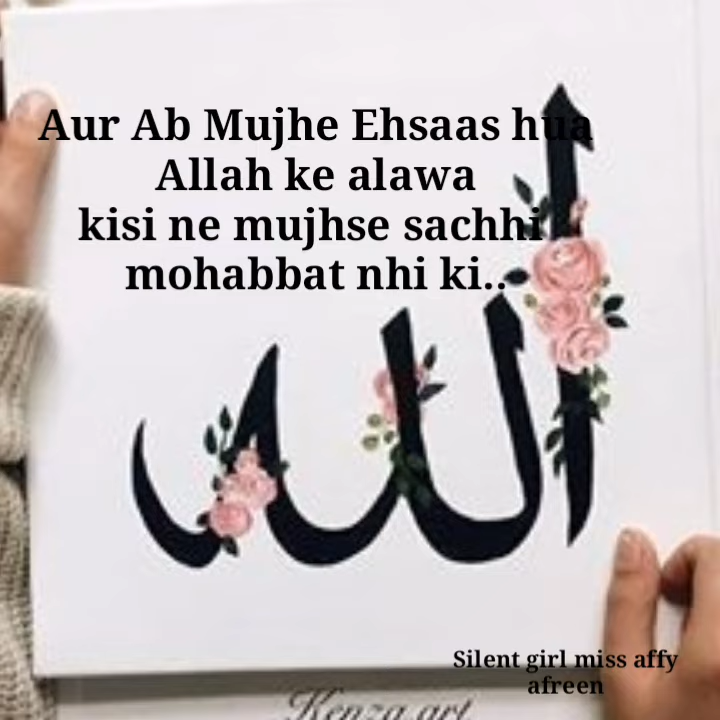 Aur Ab Mujhe Ehsaas hua
Allah ke alawa
kisi ne mujhse sachhi
mohabbat nhi ki..
الله
Silent girl miss affy
afreen
Kenza art